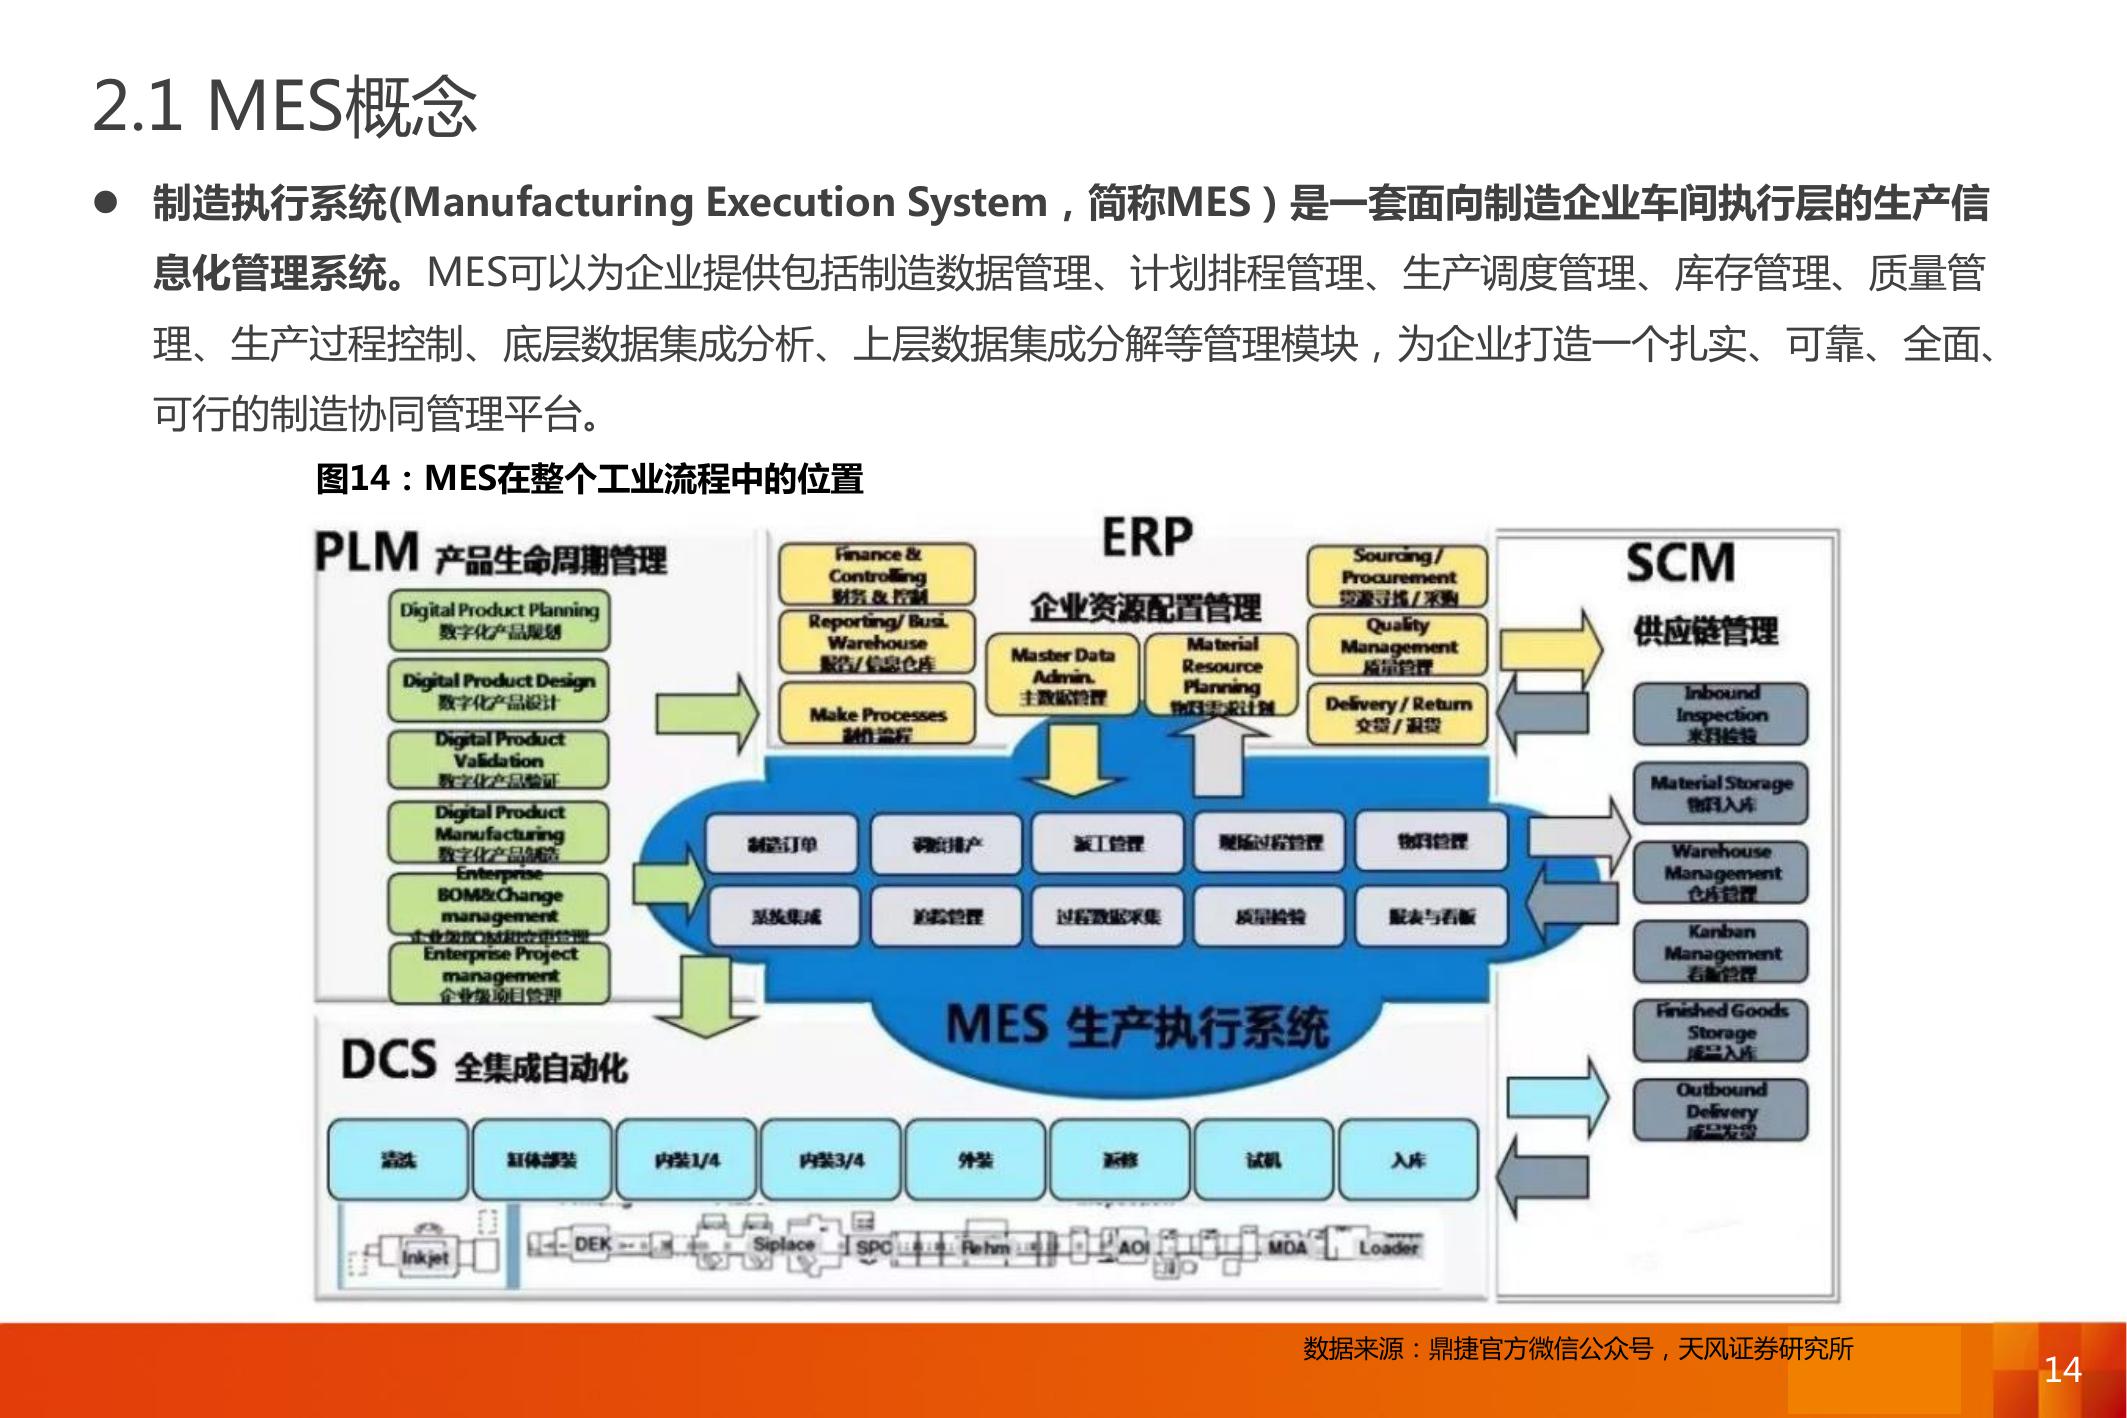 2.1 MES概念
● 制造执行系统(Manufacturing Execution System，简称MES）是一套面向制造企业车间执行层的生产信
息化管理系统。MES可以为企业提供包括制造数据管理、计划排程管理、生产调度管理、库存管理、质量管
理、生产过程控制、底层数据集成分析、上层数据集成分解等管理模块，为企业打造一个扎实、可靠、全面、
可行的制造协同管理平台。
图14：MES在整个工业流程中的位置
PLM 产品生命周期管理
Digital Product Planning
数字化产品规划
Digital Product Design
数字化产品设计
Digital Product
Validation
数字化产品验证
Digital Product
Manufacturing
数字化产品制造
Enterprise
BOM&Change
management
企业级BOM和变更管理
Enterprise Project
management
企业级项目管理
ERP
企业资源配置管理
Finance &
Controlling
财务 & 控制
Reporting/ Busi.
Warehouse
报告/ 信息仓库
Make Processes
制作流程
Master Data
Admin.
主数据管理
Material
Resource
Planning
物料需求计划
Sourcing /
Procurement
货源寻找 / 采购
Quality
Management
质量管理
Delivery / Return
交货 / 退货
SCM
供应链管理
Inbound
Inspection
来料检验
Material Storage
物料入库
Warehouse
Management
仓库管理
Kanban
Management
看板管理
Finished Goods
Storage
成品入库
Outbound
Delivery
成品发货
制造订单
调度排产
派工管理
现场过程管理
物料管理
系统集成
追踪管理
过程数据采集
质量检验
报表与看板
MES 生产执行系统
DCS 全集成自动化
清洗
缸体部装
内装1/4
内装3/4
外装
返修
试机
入库
Inkjet
DEK
Siplace
SPC
Rehm
AOI
MDA
Loader
数据来源：鼎捷官方微信公众号，天风证券研究所
14